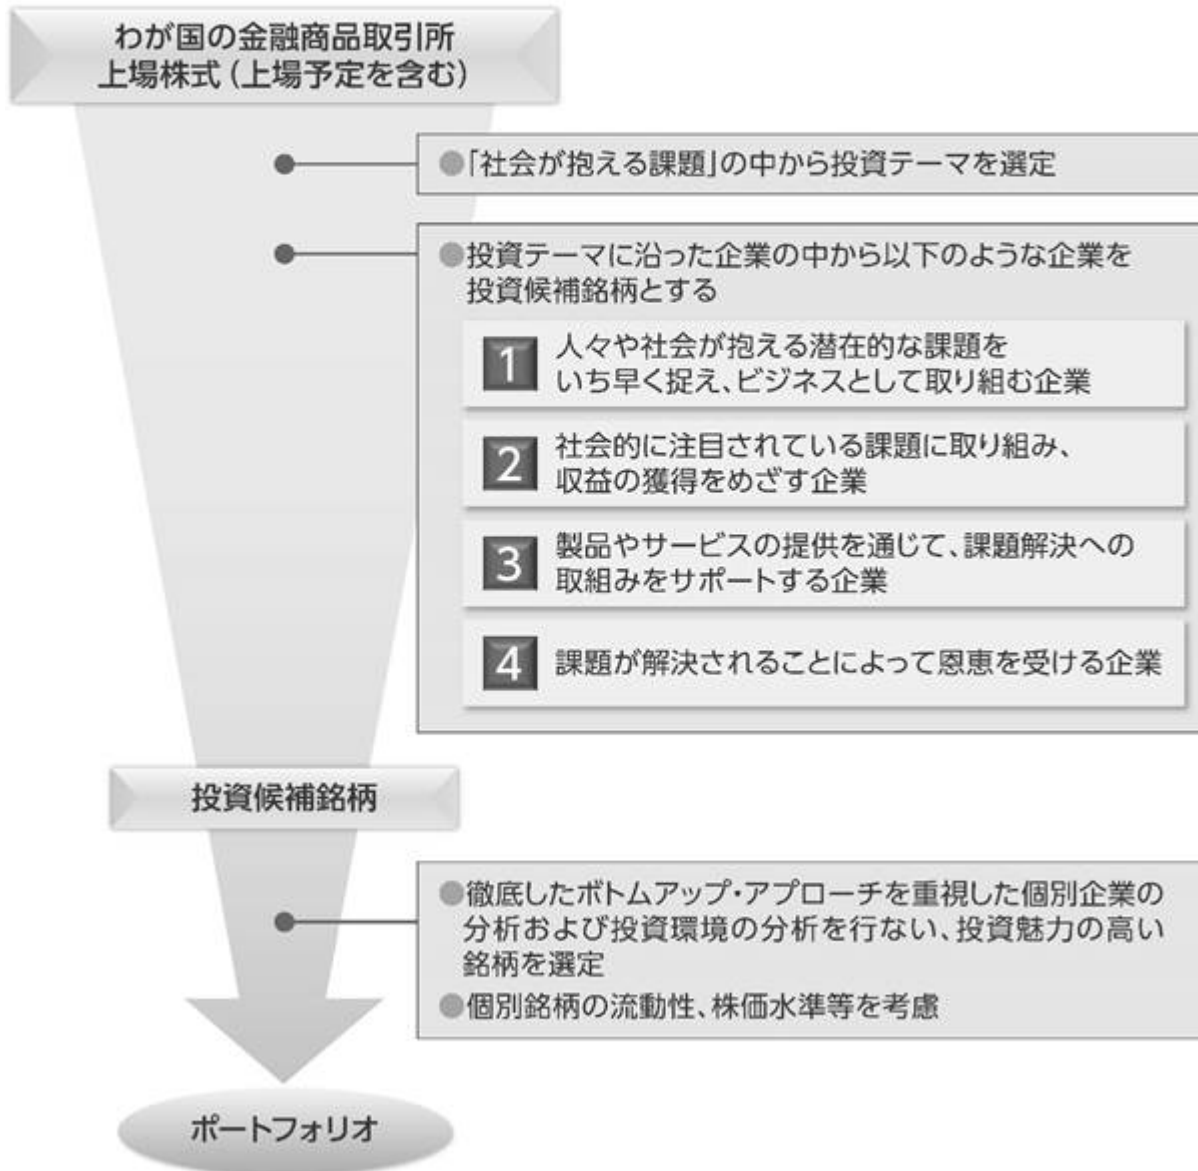 わが国の金融商品取引所
上場株式(上場予定を含む)
●「社会が抱える課題」の中から投資テーマを選定
●投資テーマに沿った企業の中から以下のような企業を
投資候補銘柄とする
1 人々や社会が抱える潜在的な課題を
いち早く捉え、ビジネスとして取り組む企業
2 社会的に注目されている課題に取り組み、
収益の獲得をめざす企業
3 製品やサービスの提供を通じて、課題解決への
取組みをサポートする企業
4 課題が解決されることによって恩恵を受ける企業
投資候補銘柄
●徹底したボトムアップ・アプローチを重視した個別企業の
分析および投資環境の分析を行ない、投資魅力の高い
銘柄を選定
●個別銘柄の流動性、株価水準等を考慮
ポートフォリオ